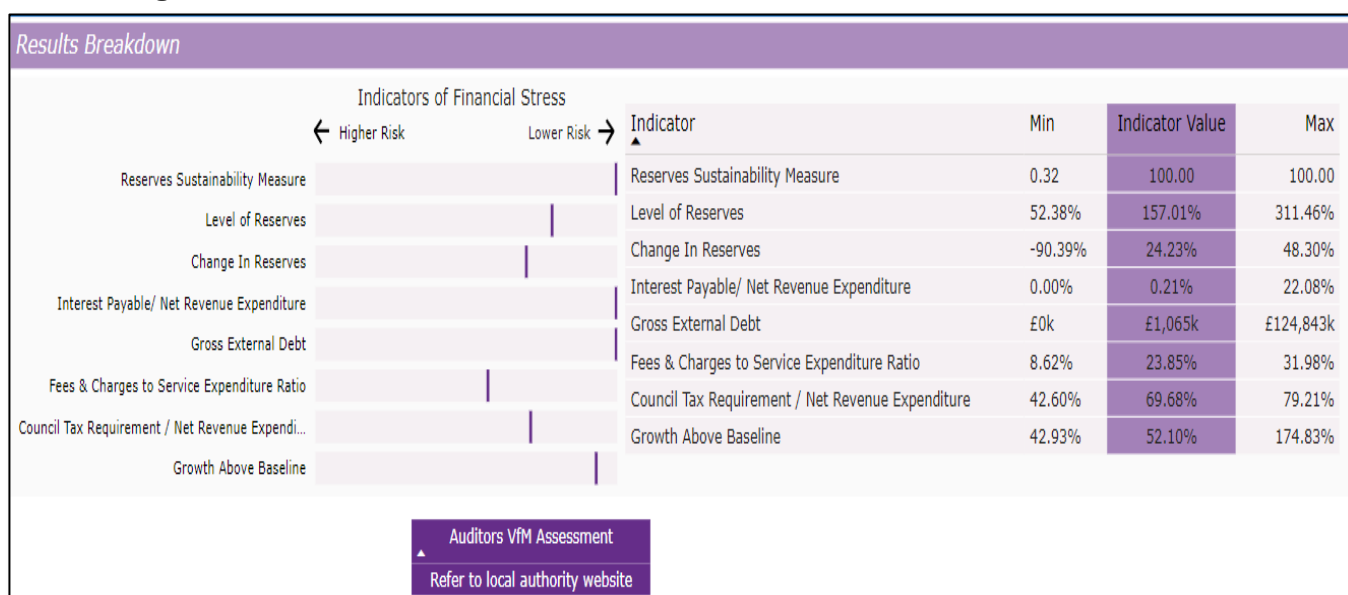 Results Breakdown
Indicators of Financial Stress
← Higher Risk Lower Risk →
Reserves Sustainability Measure
Level of Reserves
Change In Reserves
Interest Payable/ Net Revenue Expenditure
Gross External Debt
Fees & Charges to Service Expenditure Ratio
Council Tax Requirement / Net Revenue Expendi...
Growth Above Baseline
Indicator Min Indicator Value Max
Reserves Sustainability Measure 0.32 100.00 100.00
Level of Reserves 52.38% 157.01% 311.46%
Change In Reserves -90.39% 24.23% 48.30%
Interest Payable/ Net Revenue Expenditure 0.00% 0.21% 22.08%
Gross External Debt £0k £1,065k £124,843k
Fees & Charges to Service Expenditure Ratio 8.62% 23.85% 31.98%
Council Tax Requirement / Net Revenue Expenditure 42.60% 69.68% 79.21%
Growth Above Baseline 42.93% 52.10% 174.83%
Auditors VfM Assessment
Refer to local authority website